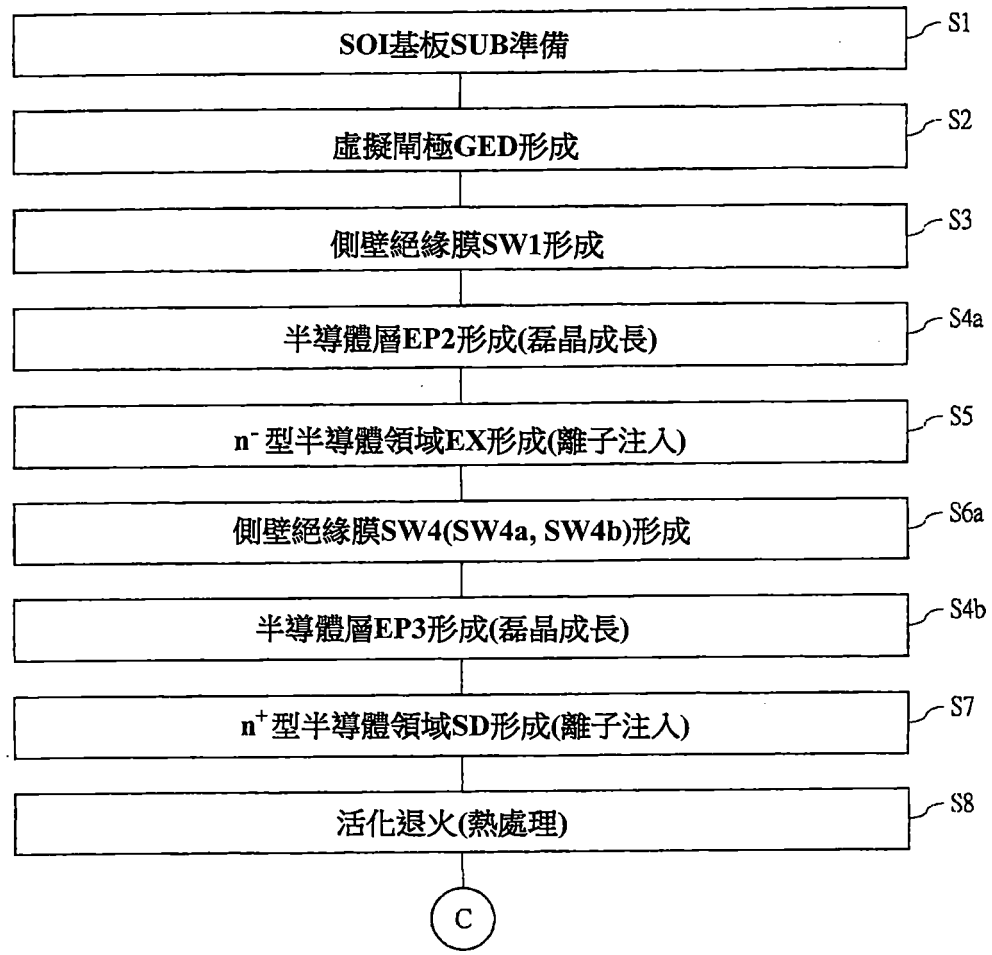 SOI基板SUB準備
S1
虛擬閘極GED形成
S2
側壁絕緣膜SW1形成
S3
半導體層EP2形成(磊晶成長)
S4a
n⁻型半導體領域EX形成(離子注入)
S5
側壁絕緣膜SW4(SW4a, SW4b)形成
S6a
半導體層EP3形成(磊晶成長)
S4b
n⁺型半導體領域SD形成(離子注入)
S7
活化退火(熱處理)
S8
C